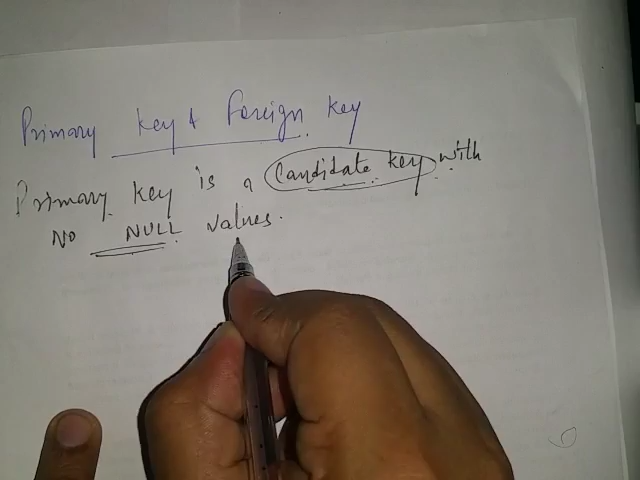 Primary key & Foreign key
Primary key is a Candidate key with
NO NULL values.